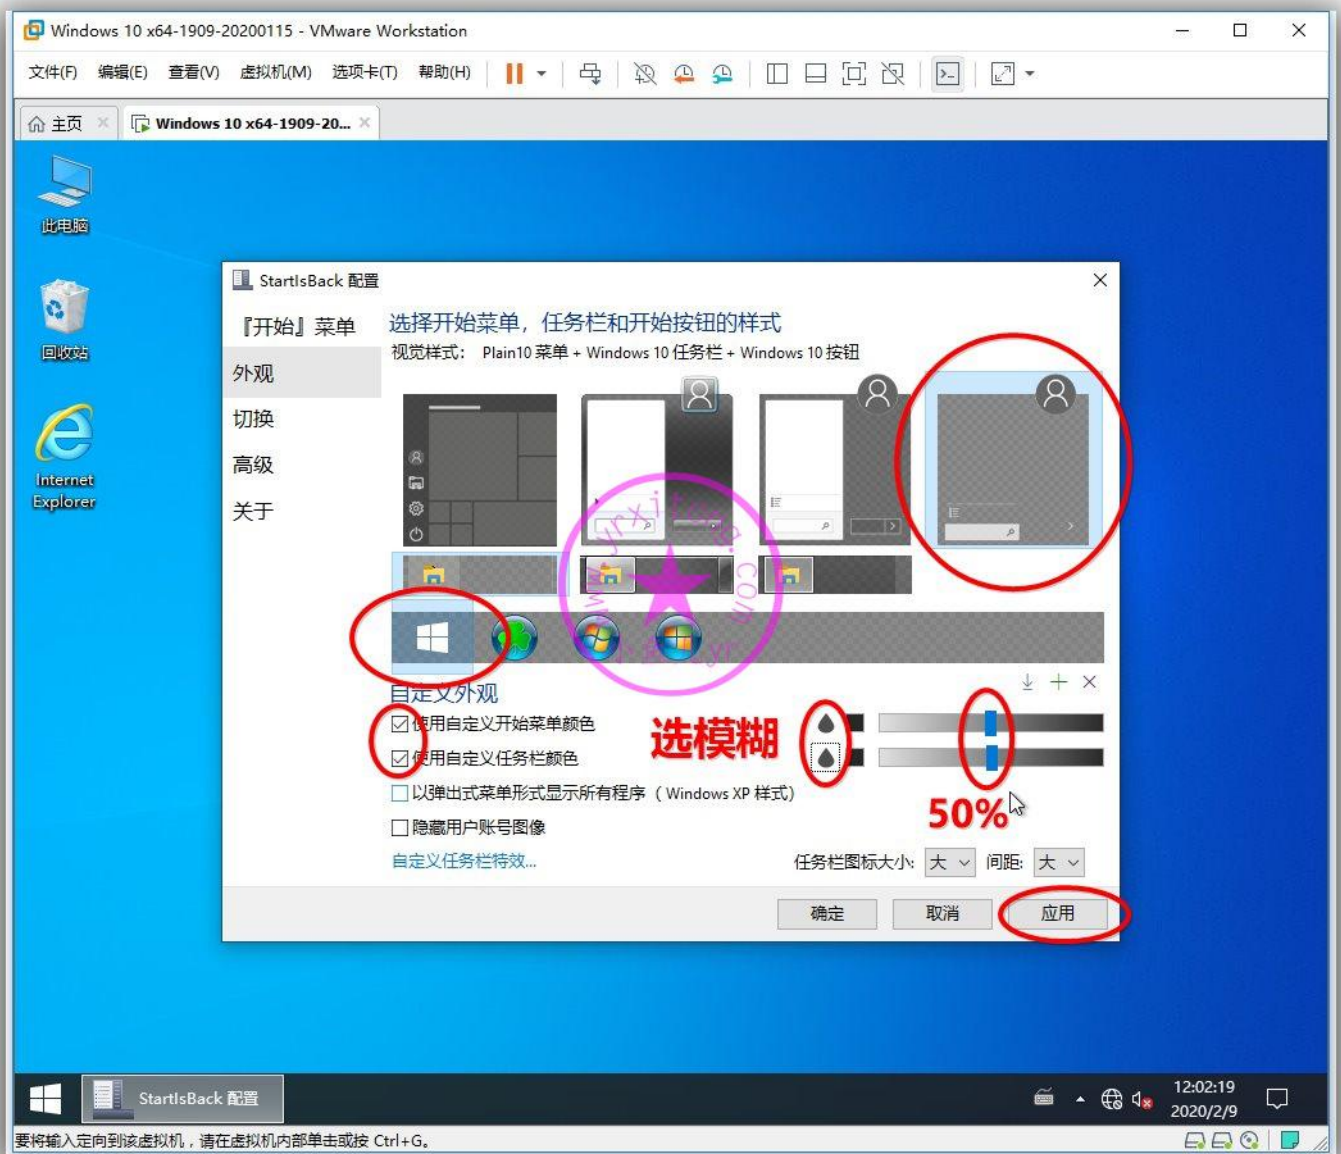 Windows 10 x64-1909-20200115 - VMware Workstation
文件(F) 编辑(E) 查看(V) 虚拟机(M) 选项卡(T) 帮助(H)
主页 Windows 10 x64-1909-20...
此电脑
回收站
Internet
Explorer
StartIsBack 配置
『开始』菜单
外观
切换
高级
关于
选择开始菜单，任务栏和开始按钮的样式
视觉样式： Plain10 菜单 + Windows 10 任务栏 + Windows 10 按钮
www.yrxitong.com
自定义外观
使用自定义开始菜单颜色
使用自定义任务栏颜色
选模糊
以弹出式菜单形式显示所有程序（Windows XP 样式）
50%
隐藏用户账号图像
自定义任务栏特效...
任务栏图标大小: 大 间距: 大
确定 取消 应用
StartIsBack 配置
12:02:19
2020/2/9
要将输入定向到该虚拟机，请在虚拟机内部单击或按 Ctrl+G。